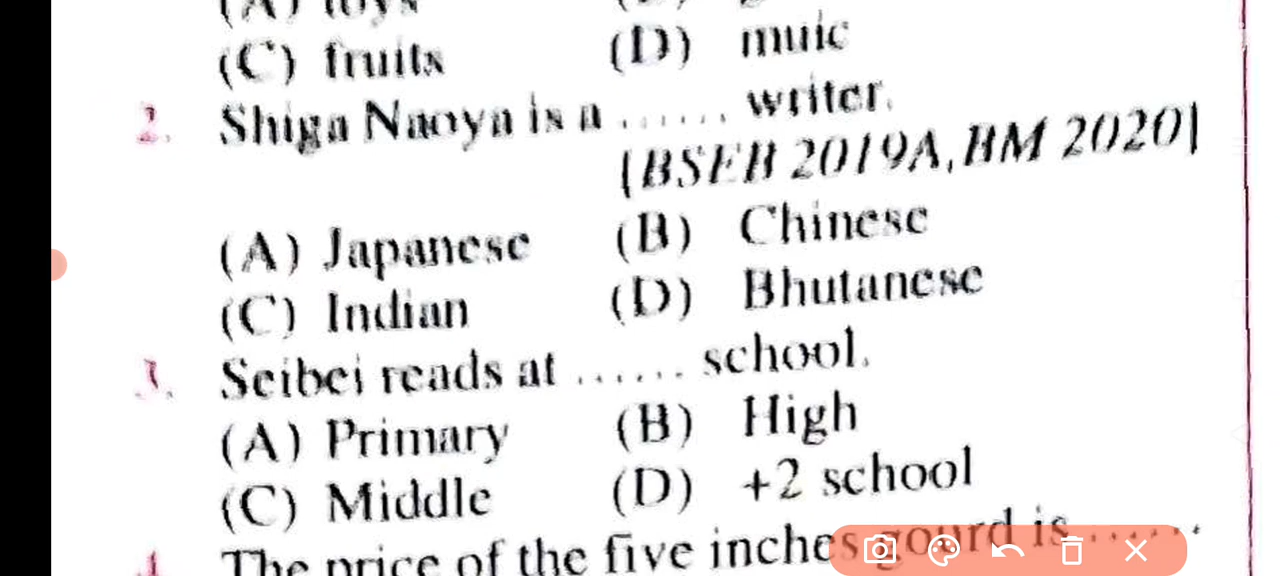 (C) fruits (D) muic
2. Shiga Naoya is a ...... writer.
[BSEB 2019A, BM 2020]
(A) Japanese (B) Chinese
(C) Indian (D) Bhutanese
3. Seibei reads at ...... school.
(A) Primary (B) High
(C) Middle (D) +2 school
4. The price of the five inches gourd is ......